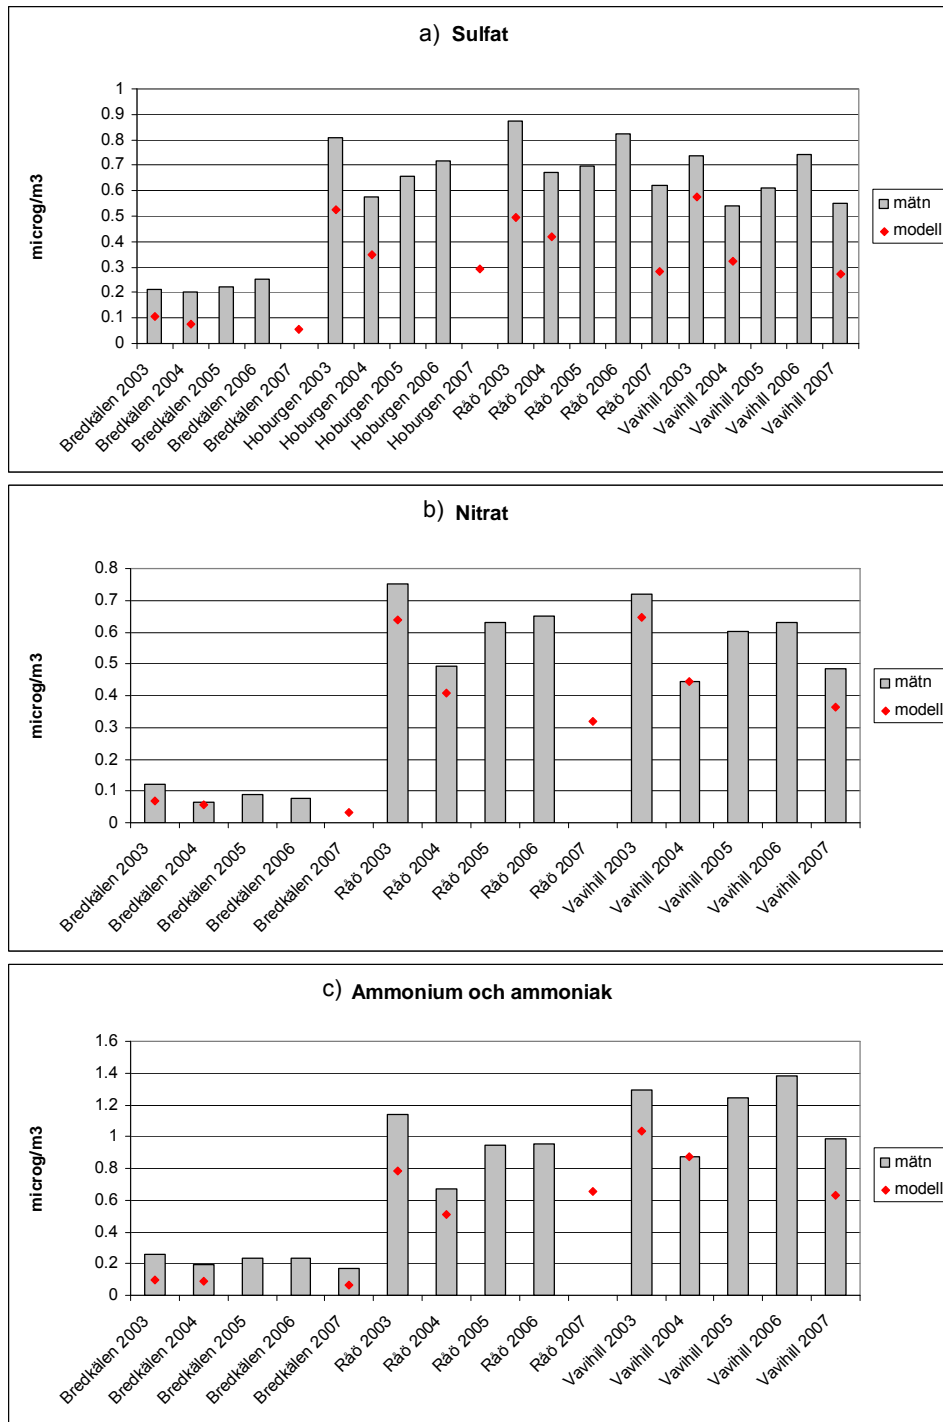 a) Sulfat
microg/m3
1
0.9
0.8
0.7
0.6
0.5
0.4
0.3
0.2
0.1
0
Bredkälen 2003
Bredkälen 2004
Bredkälen 2005
Bredkälen 2006
Bredkälen 2007
Hoburgen 2003
Hoburgen 2004
Hoburgen 2005
Hoburgen 2006
Hoburgen 2007
Råö 2003
Råö 2004
Råö 2005
Råö 2006
Råö 2007
Vavihill 2003
Vavihill 2004
Vavihill 2005
Vavihill 2006
Vavihill 2007
mätn
modell
b) Nitrat
microg/m3
0.8
0.7
0.6
0.5
0.4
0.3
0.2
0.1
0
Bredkälen 2003
Bredkälen 2004
Bredkälen 2005
Bredkälen 2006
Bredkälen 2007
Råö 2003
Råö 2004
Råö 2005
Råö 2006
Råö 2007
Vavihill 2003
Vavihill 2004
Vavihill 2005
Vavihill 2006
Vavihill 2007
mätn
modell
c) Ammonium och ammoniak
microg/m3
1.6
1.4
1.2
1
0.8
0.6
0.4
0.2
0
Bredkälen 2003
Bredkälen 2004
Bredkälen 2005
Bredkälen 2006
Bredkälen 2007
Råö 2003
Råö 2004
Råö 2005
Råö 2006
Råö 2007
Vavihill 2003
Vavihill 2004
Vavihill 2005
Vavihill 2006
Vavihill 2007
mätn
modell